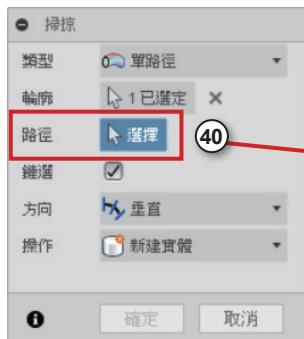 掃掠
類型 單路徑
輪廓 1 已選定 ×
路徑 選擇 40
鏈選
方向 垂直
操作 新建實體
確定 取消